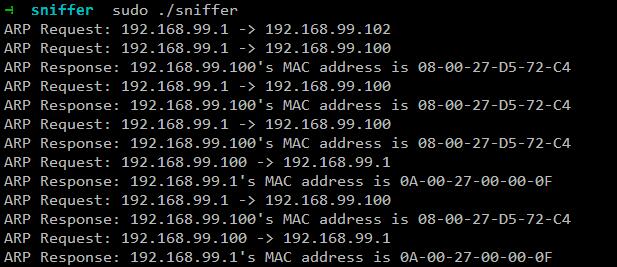 sniffer sudo ./sniffer
ARP Request: 192.168.99.1 -> 192.168.99.102
ARP Request: 192.168.99.1 -> 192.168.99.100
ARP Response: 192.168.99.100's MAC address is 08-00-27-D5-72-C4
ARP Request: 192.168.99.1 -> 192.168.99.100
ARP Response: 192.168.99.100's MAC address is 08-00-27-D5-72-C4
ARP Request: 192.168.99.1 -> 192.168.99.100
ARP Response: 192.168.99.100's MAC address is 08-00-27-D5-72-C4
ARP Request: 192.168.99.100 -> 192.168.99.1
ARP Response: 192.168.99.1's MAC address is 0A-00-27-00-00-0F
ARP Request: 192.168.99.1 -> 192.168.99.100
ARP Response: 192.168.99.100's MAC address is 08-00-27-D5-72-C4
ARP Request: 192.168.99.100 -> 192.168.99.1
ARP Response: 192.168.99.1's MAC address is 0A-00-27-00-00-0F